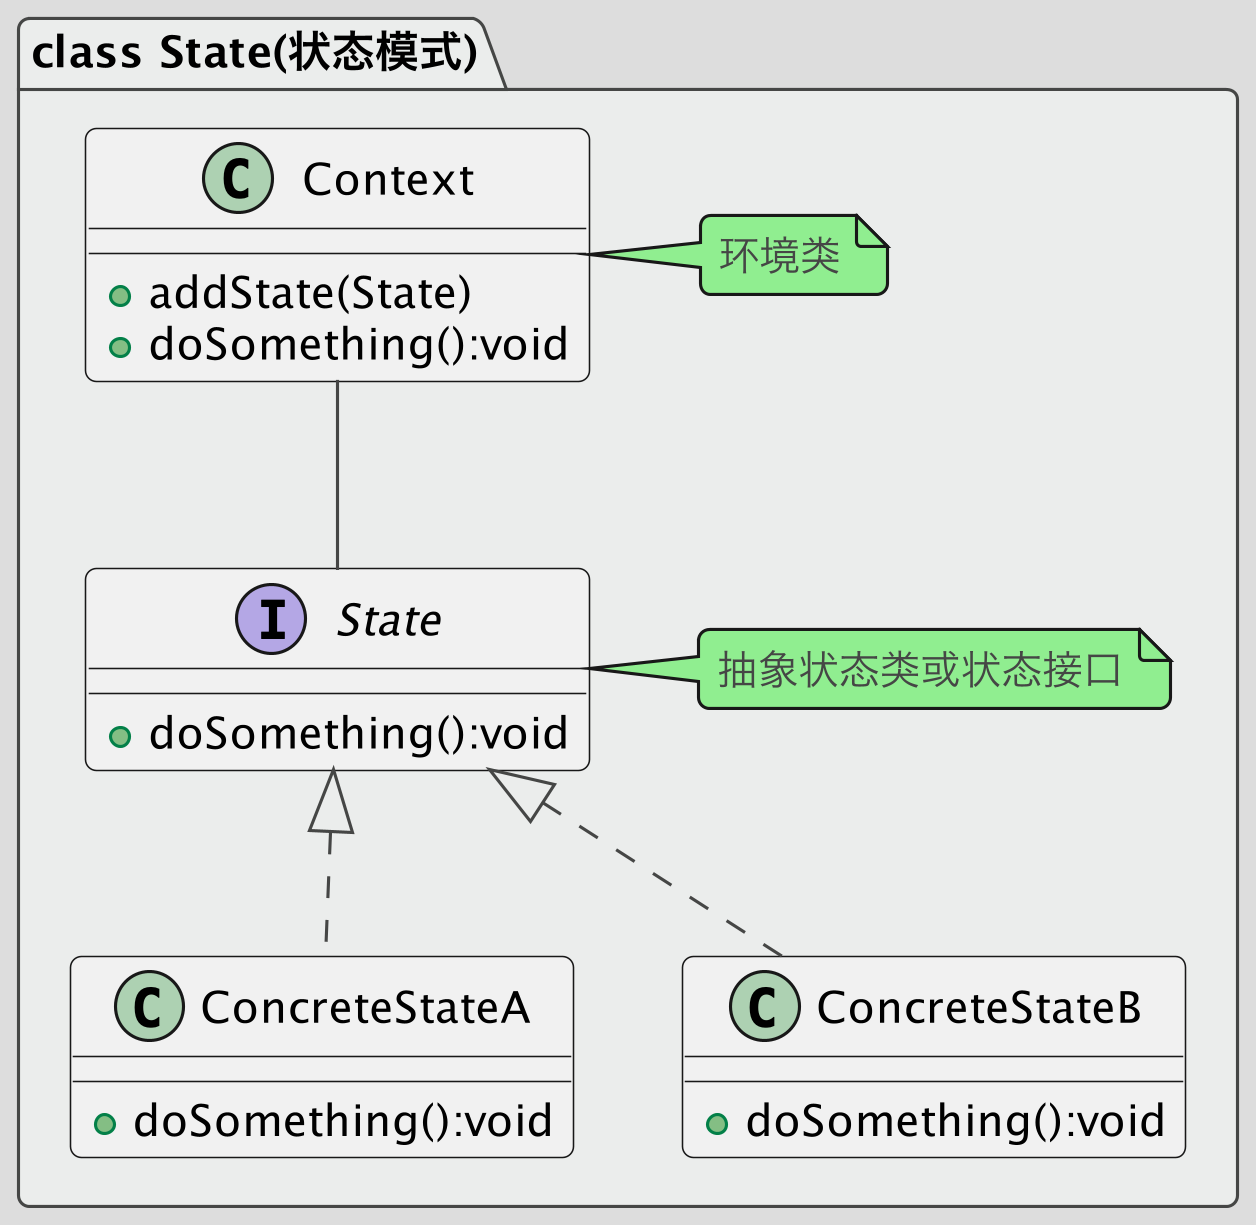 class State(状态模式)
C Context
环境类
addState(State)
doSomething():void
I State
抽象状态类或状态接口
doSomething():void
C ConcreteStateA
doSomething():void
C ConcreteStateB
doSomething():void